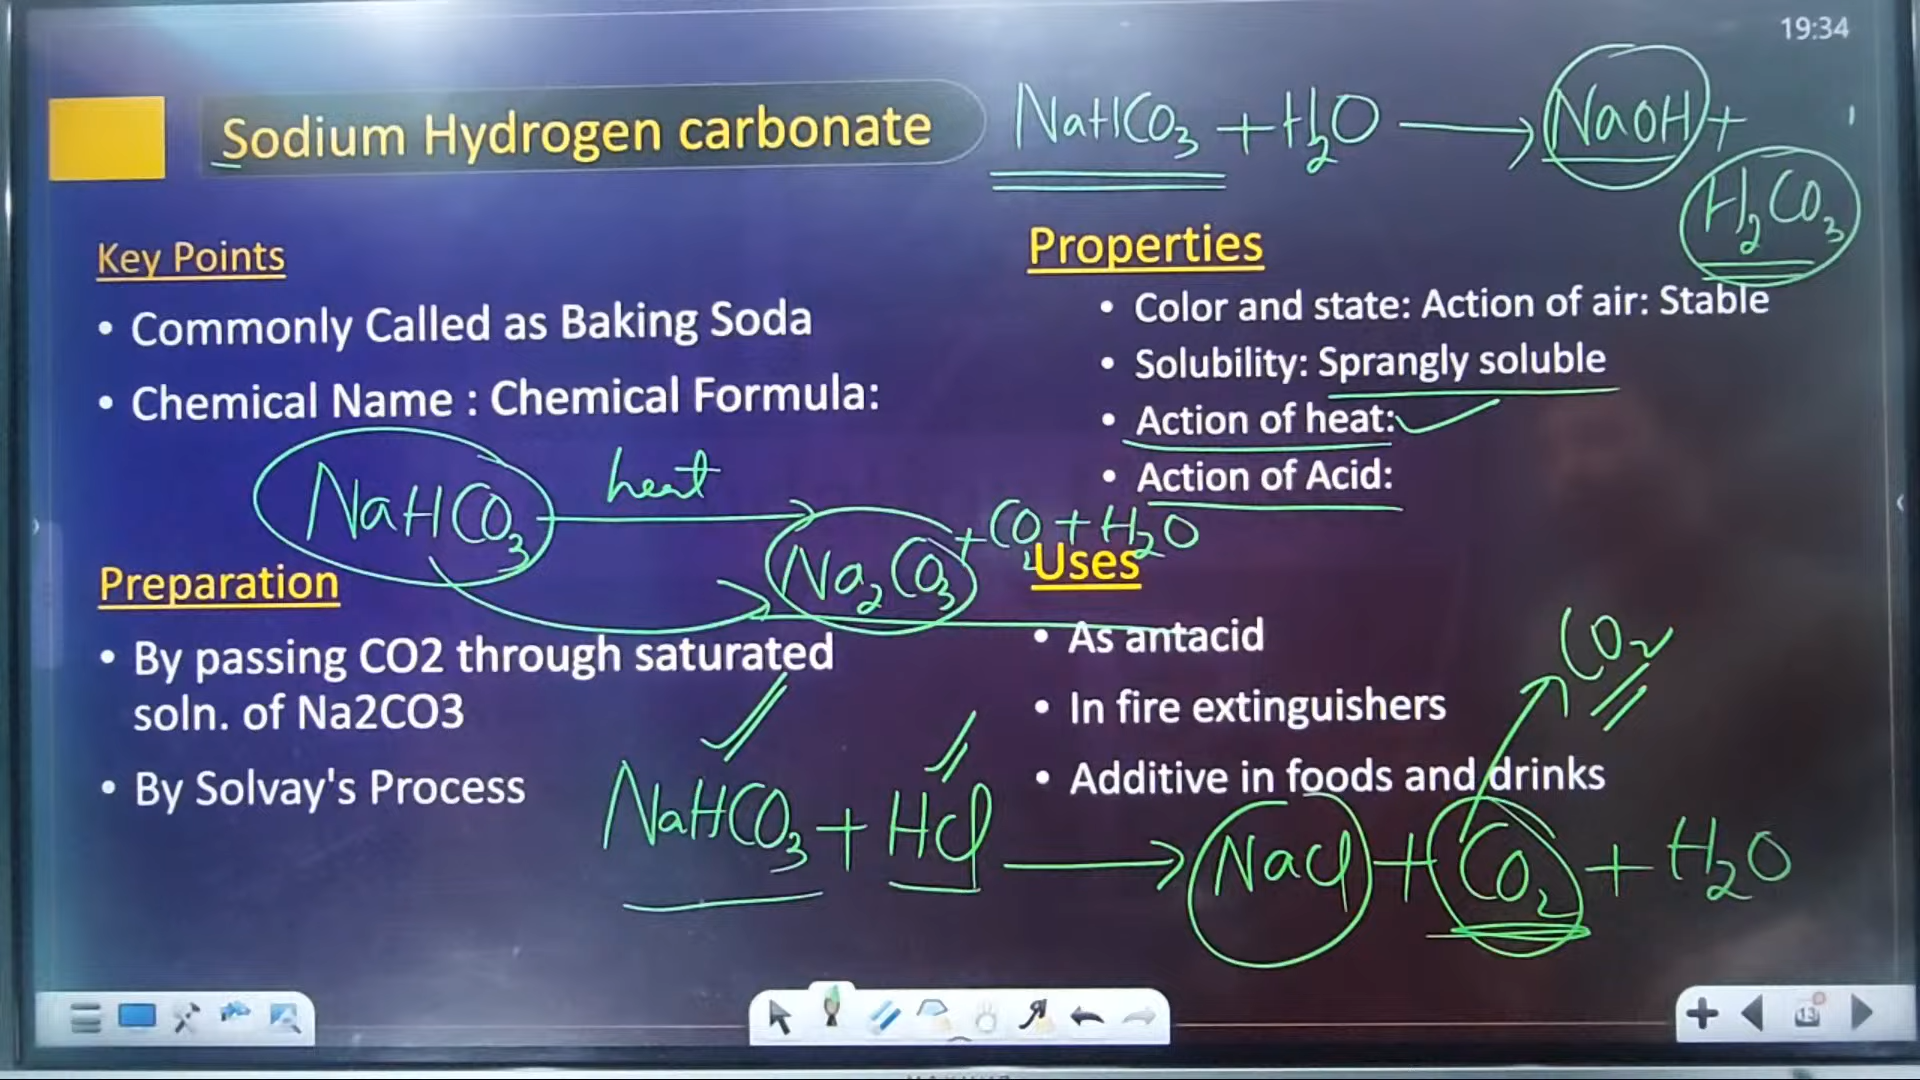 19:34
Sodium Hydrogen carbonate
NaHCO3 + H2O → NaOH +
H2CO3
Key Points
• Commonly Called as Baking Soda
• Chemical Name : Chemical Formula:
NaHCO3 heat → Na2CO3 + CO2 + H2O
Preparation
• By passing CO2 through saturated
soln. of Na2CO3
• By Solvay's Process
Properties
• Color and state: Action of air: Stable
• Solubility: Sprangly soluble
• Action of heat:
• Action of Acid:
Uses
• As antacid
• In fire extinguishers
• Additive in foods and drinks
CO2
NaHCO3 + HCl → NaCl + CO2 + H2O
13